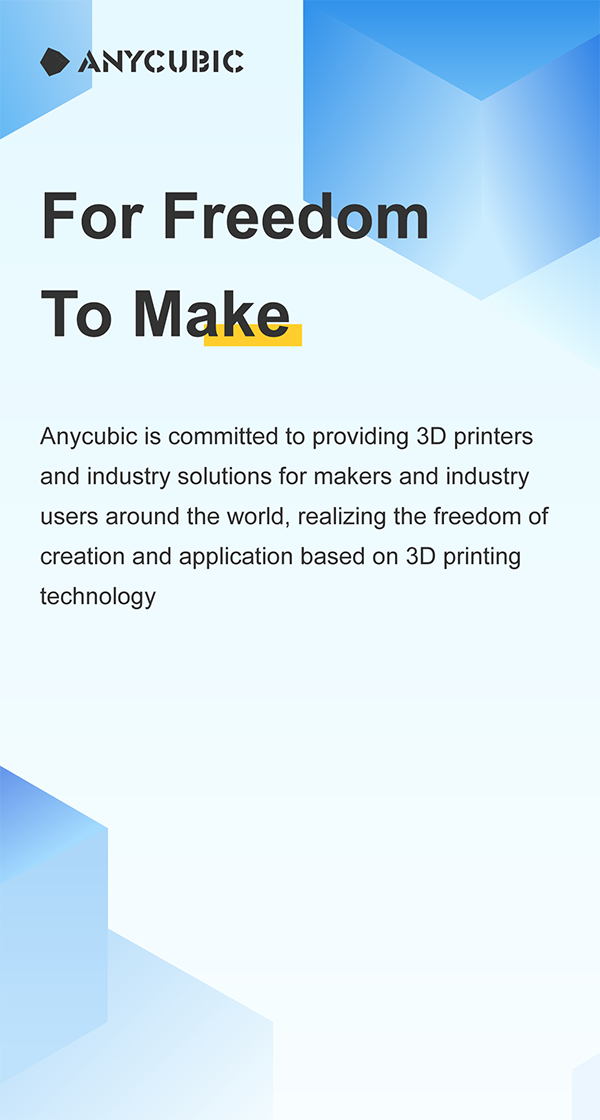 ANYCUBIC
For Freedom
To Make
Anycubic is committed to providing 3D printers
and industry solutions for makers and industry
users around the world, realizing the freedom of
creation and application based on 3D printing
technology